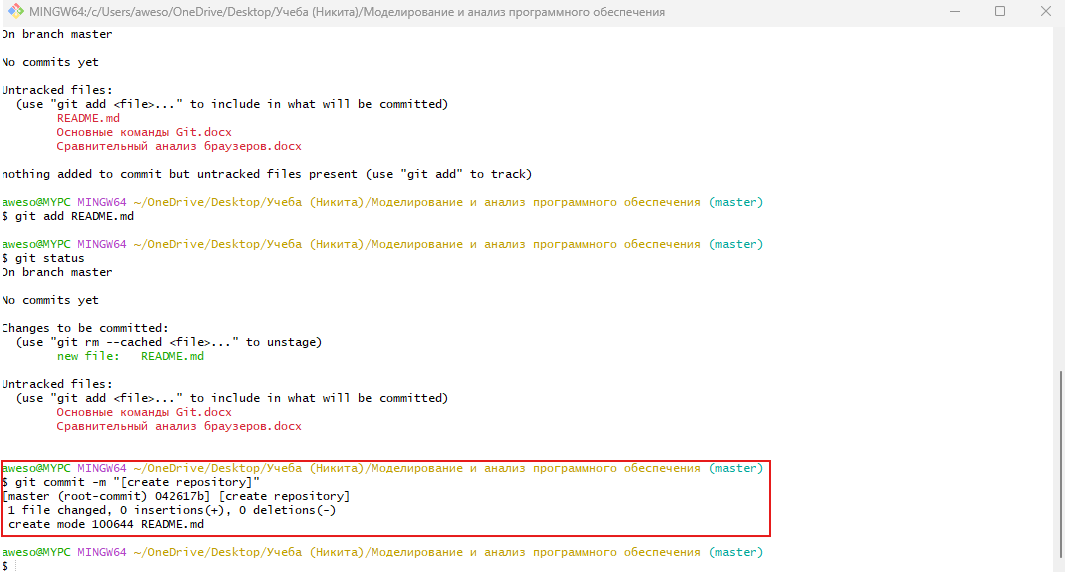 MINGW64:/c/Users/aweso/OneDrive/Desktop/Учеба (Никита)/Моделирование и анализ программного обеспечения
On branch master
No commits yet
Untracked files:
(use "git add <file>..." to include in what will be committed)
README.md
Основные команды Git.docx
Сравнительный анализ браузеров.docx
nothing added to commit but untracked files present (use "git add" to track)
aweso@MYPC MINGW64 ~/OneDrive/Desktop/Учеба (Никита)/Моделирование и анализ программного обеспечения (master)
$ git add README.md
aweso@MYPC MINGW64 ~/OneDrive/Desktop/Учеба (Никита)/Моделирование и анализ программного обеспечения (master)
$ git status
On branch master
No commits yet
Changes to be committed:
(use "git rm --cached <file>..." to unstage)
new file:   README.md
Untracked files:
(use "git add <file>..." to include in what will be committed)
Основные команды Git.docx
Сравнительный анализ браузеров.docx
aweso@MYPC MINGW64 ~/OneDrive/Desktop/Учеба (Никита)/Моделирование и анализ программного обеспечения (master)
$ git commit -m "[create repository]"
[master (root-commit) 042617b] [create repository]
1 file changed, 0 insertions(+), 0 deletions(-)
create mode 100644 README.md
aweso@MYPC MINGW64 ~/OneDrive/Desktop/Учеба (Никита)/Моделирование и анализ программного обеспечения (master)
$